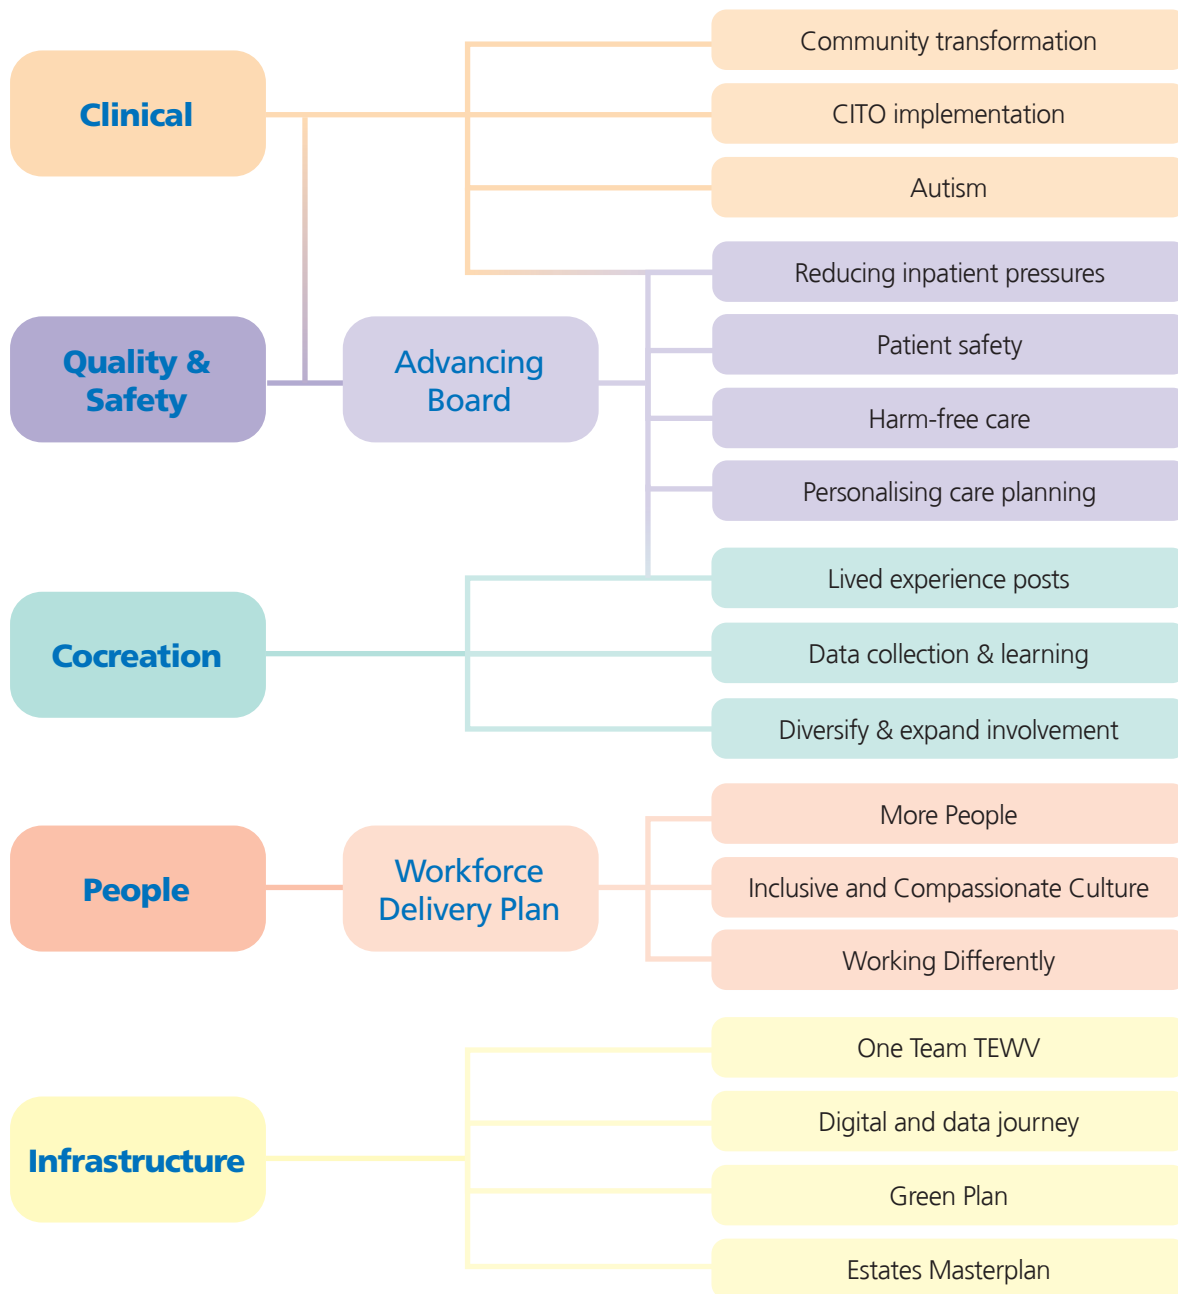 Clinical
Community transformation
CITO implementation
Autism
Quality &
Safety
Advancing
Board
Reducing inpatient pressures
Patient safety
Harm-free care
Personalising care planning
Cocreation
Lived experience posts
Data collection & learning
Diversify & expand involvement
People
Workforce
Delivery Plan
More People
Inclusive and Compassionate Culture
Working Differently
Infrastructure
One Team TEWV
Digital and data journey
Green Plan
Estates Masterplan